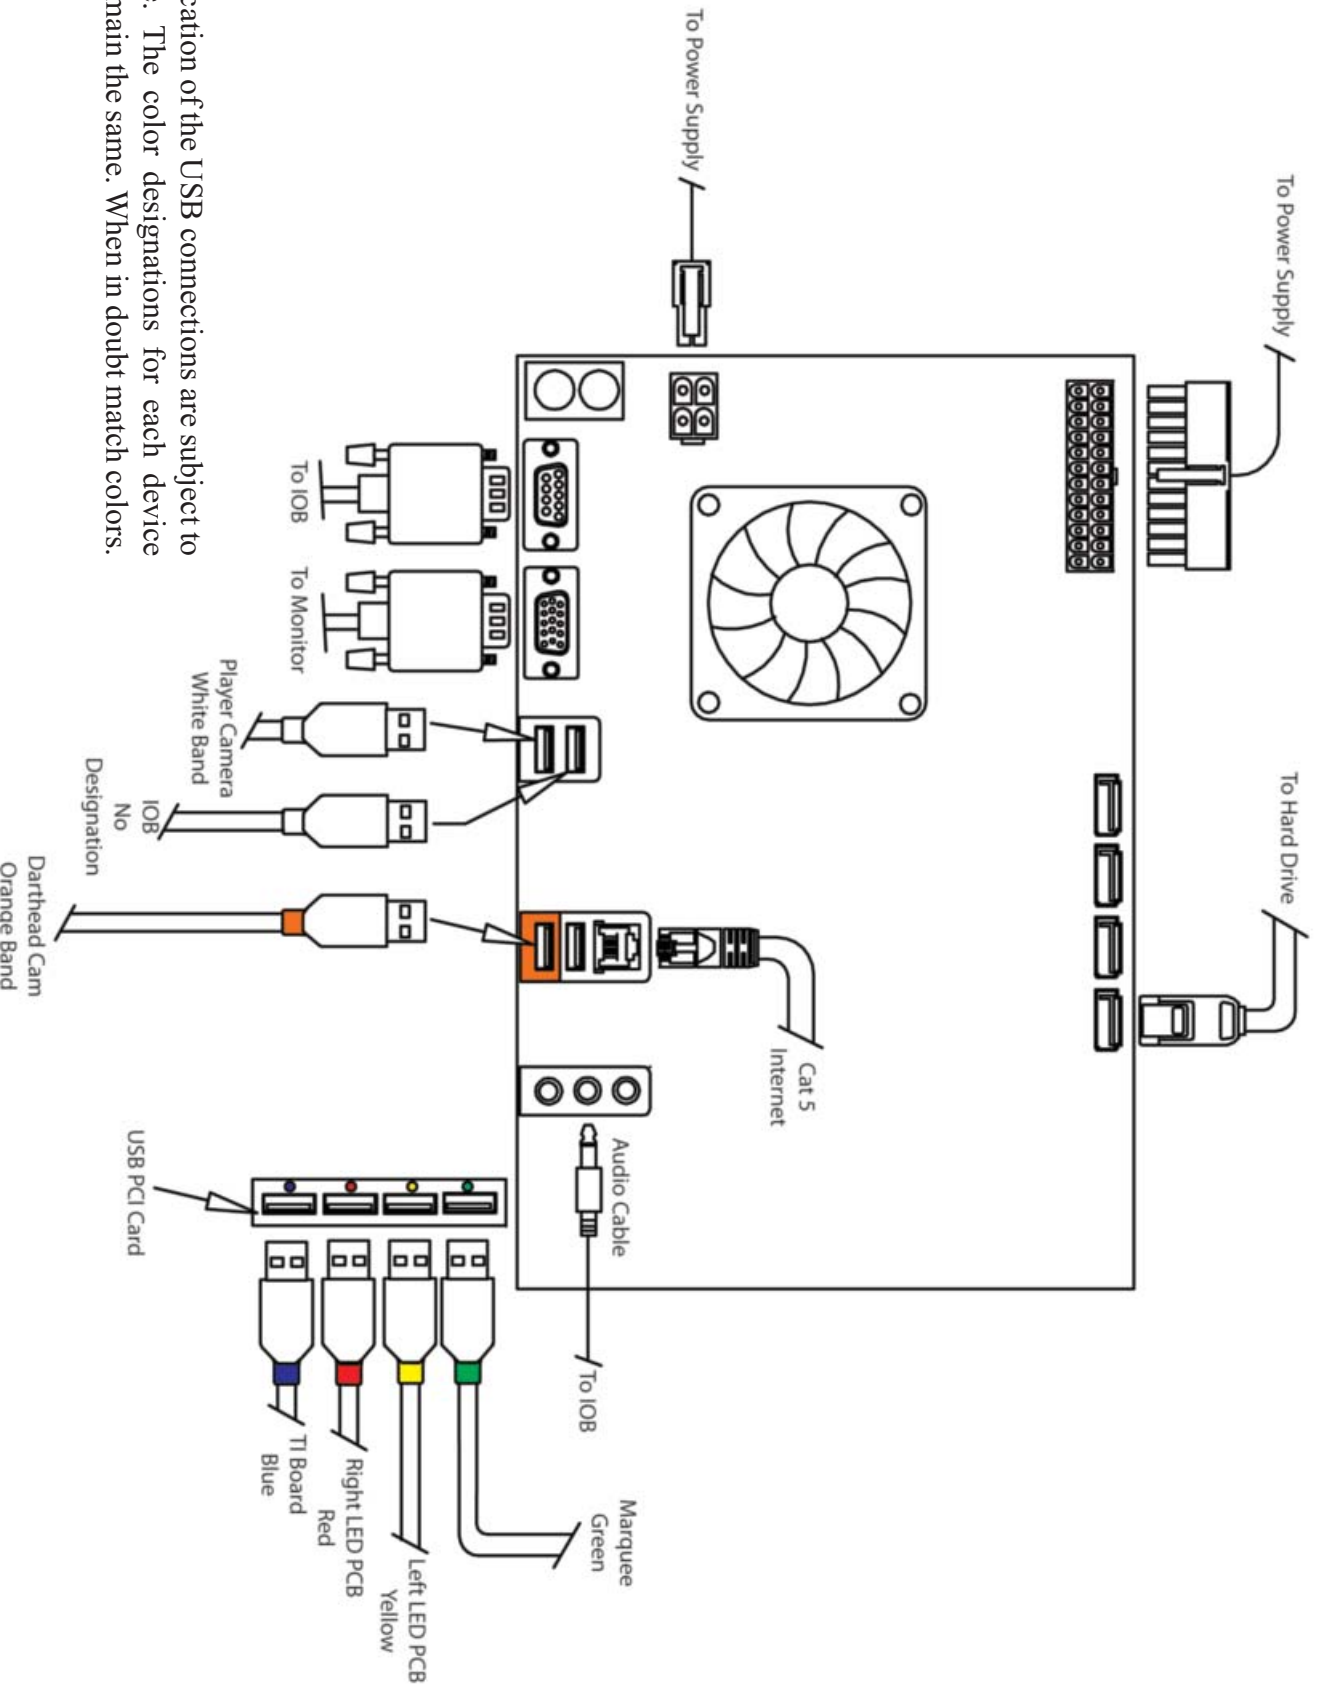 To Power Supply
To Power Supply
To Hard Drive
Cat 5
Internet
Audio Cable
To IOB
To IOB
To Monitor
Player Camera
White Band
IOB
No
Designation
Darthead Cam
Orange Band
USB PCI Card
Marquee
Green
Left LED PCB
Yellow
Right LED PCB
Red
TI Board
Blue
of the USB connections are subject to
The color designations for each device
the same. When in doubt match colors.